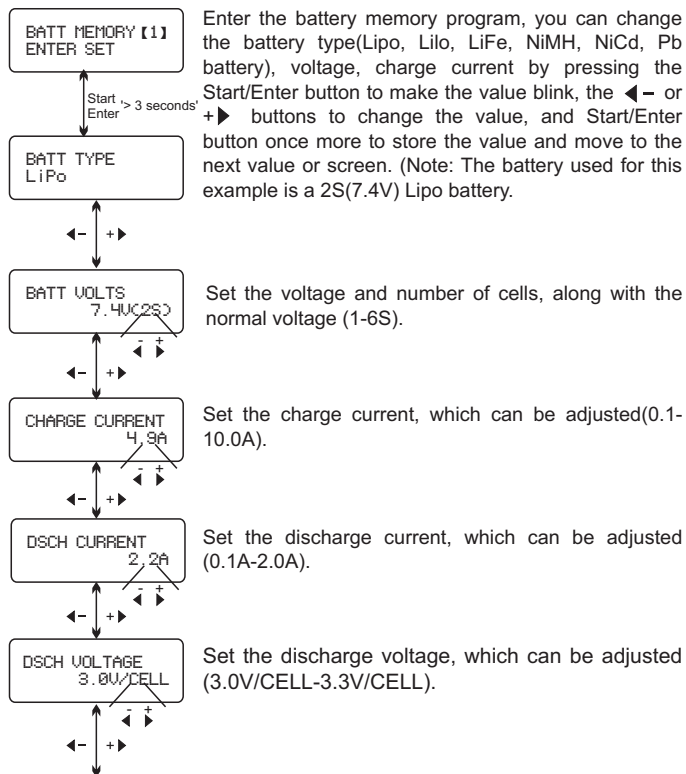 BATT MEMORY【1】
ENTER SET
Enter the battery memory program, you can change
the battery type(Lipo, Lilo, LiFe, NiMH, NiCd, Pb
battery), voltage, charge current by pressing the
Start/Enter button to make the value blink, the ◀ – or
+▶ buttons to change the value, and Start/Enter
button once more to store the value and move to the
next value or screen. (Note: The battery used for this
example is a 2S(7.4V) Lipo battery.
Start
Enter '> 3 seconds'
BATT TYPE
LiPo
◀– +▶
BATT VOLTS
7.4V(2S)
Set the voltage and number of cells, along with the
normal voltage (1-6S).
- +
◀ ▶
◀– +▶
CHARGE CURRENT
4.9A
Set the charge current, which can be adjusted(0.1-
10.0A).
- +
◀ ▶
◀– +▶
DSCH CURRENT
2.2A
Set the discharge current, which can be adjusted
(0.1A-2.0A).
- +
◀ ▶
◀– +▶
DSCH VOLTAGE
3.0V/CELL
Set the discharge voltage, which can be adjusted
(3.0V/CELL-3.3V/CELL).
- +
◀ ▶
◀– +▶